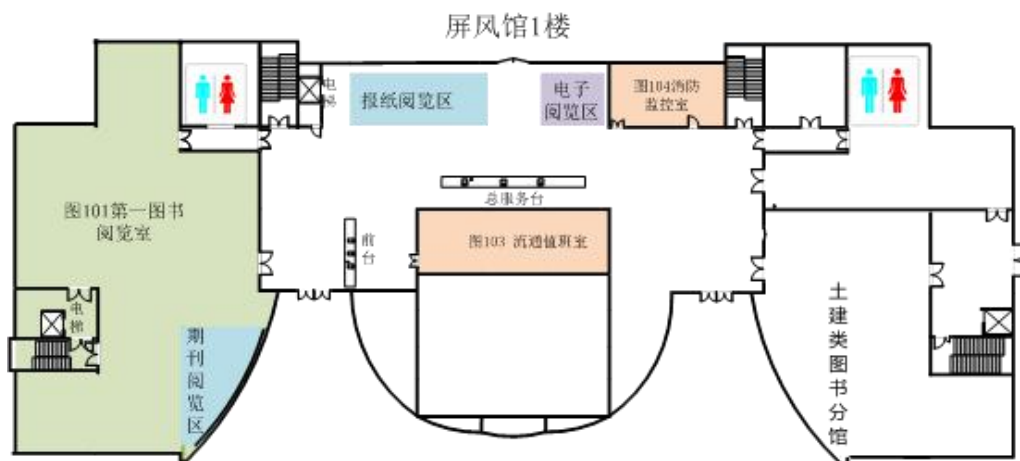 屏风馆1楼
电梯
报纸阅览区
电子
阅览区
图104消防
监控室
总服务台
图101第一图书
阅览室
前台
图103 流通值班室
电梯
期刊阅览区
土建类图书分馆